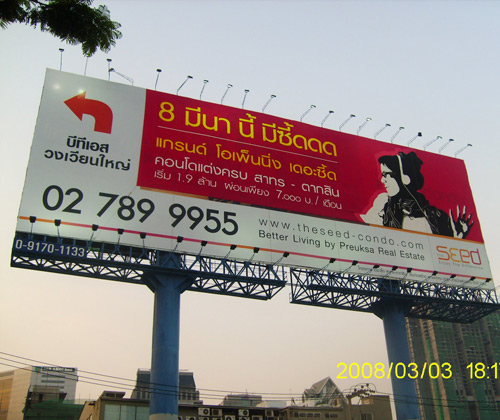 8 มีนา นี้ มีซี้ดดด
แกรนด์ โอเพ็นนิ่ง เดอะซี้ด
คอนโดแต่งครบ สาทร - ตากสิน
เริ่ม 1.9 ล้าน ผ่อนเพียง 7,000 บ./เดือน
บีทีเอส
วงเวียนใหญ่
02 789 9955
www.theseed-condo.com
Better Living by Preuksa Real Estate
SEED
0-9170-1133
2008/03/03 18:1